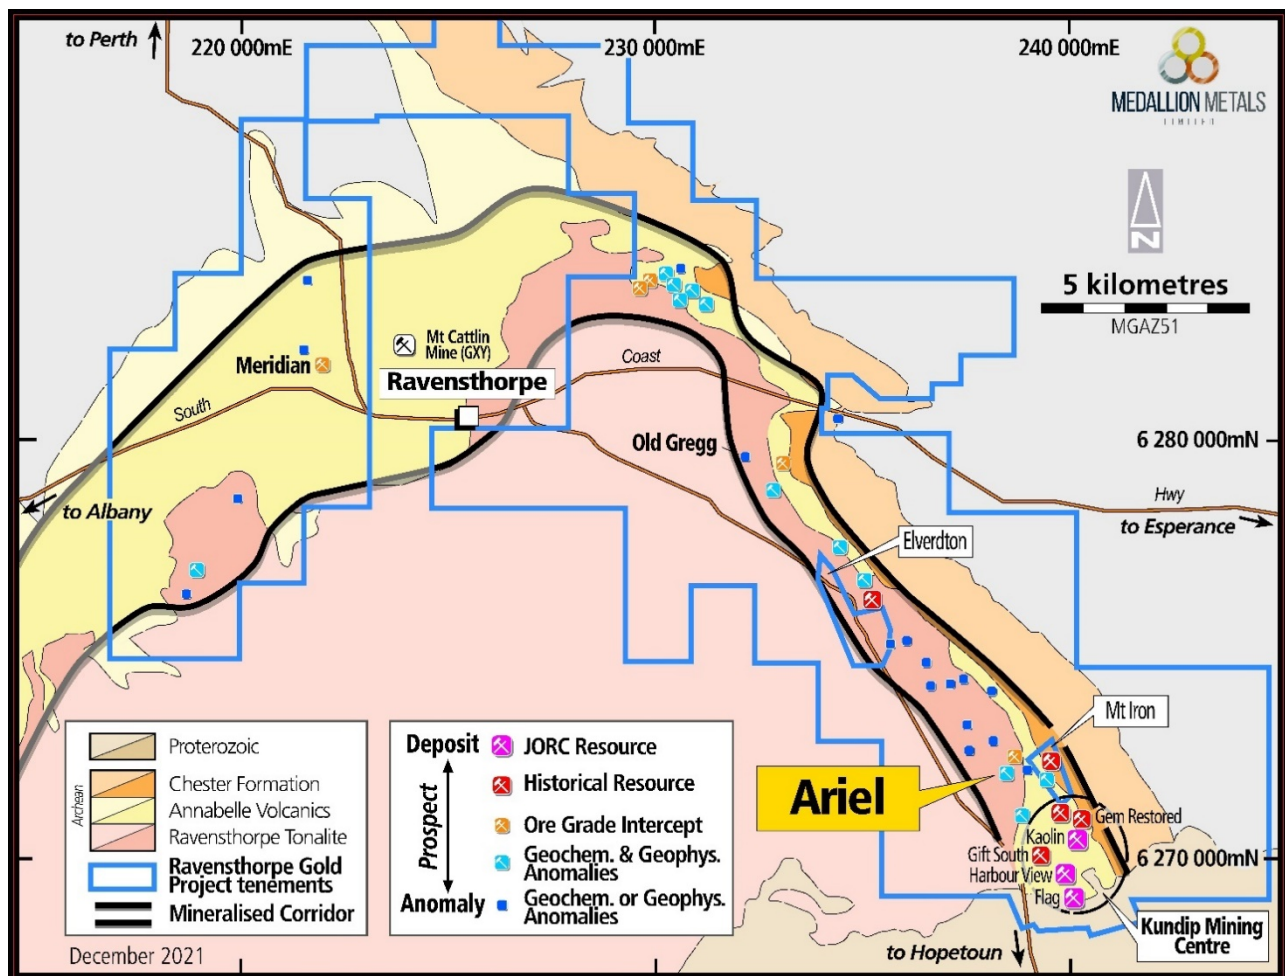 to Perth
220 000mE
230 000mE
240 000mE
MEDALLION METALS
LIMITED
N
5 kilometres
MGAZ51
Mt Cattlin
Mine (GXY)
Meridian
Ravensthorpe
Coast
South
Old Gregg
6 280 000mN
Hwy
to Albany
to Esperance
Elverdton
Mt Iron
Ariel
Gem Restored
Kaolin
Gift South
Harbour View
Flag
6 270 000mN
Kundip Mining
Centre
to Hopetoun
Proterozoic
Archean
Chester Formation
Annabelle Volcanics
Ravensthorpe Tonalite
Ravensthorpe Gold
Project tenements
Mineralised Corridor
Deposit
Prospect
Anomaly
JORC Resource
Historical Resource
Ore Grade Intercept
Geochem. & Geophys.
Anomalies
Geochem. or Geophys.
Anomalies
December 2021